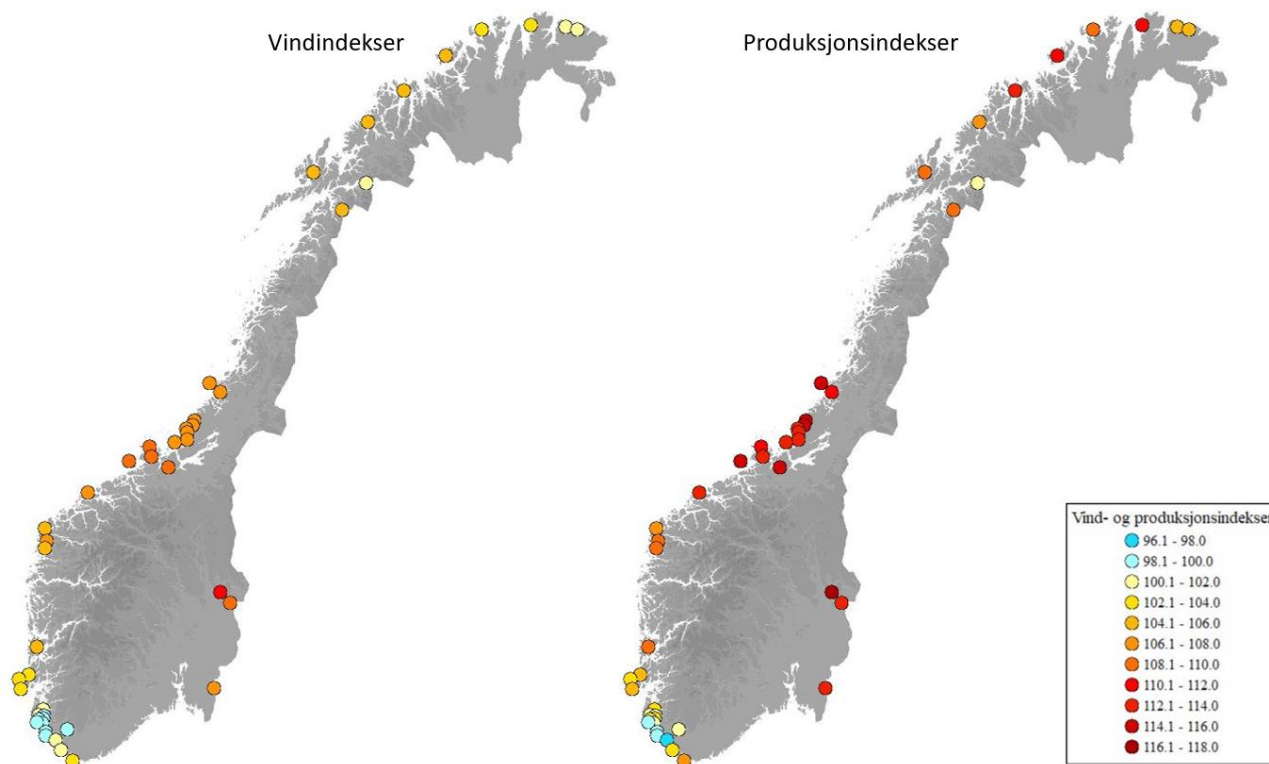 Vindindekser
Produksjonsindekser
Vind- og produksjonsindekser
96.1 - 98.0
98.1 - 100.0
100.1 - 102.0
102.1 - 104.0
104.1 - 106.0
106.1 - 108.0
108.1 - 110.0
110.1 - 112.0
112.1 - 114.0
114.1 - 116.0
116.1 - 118.0